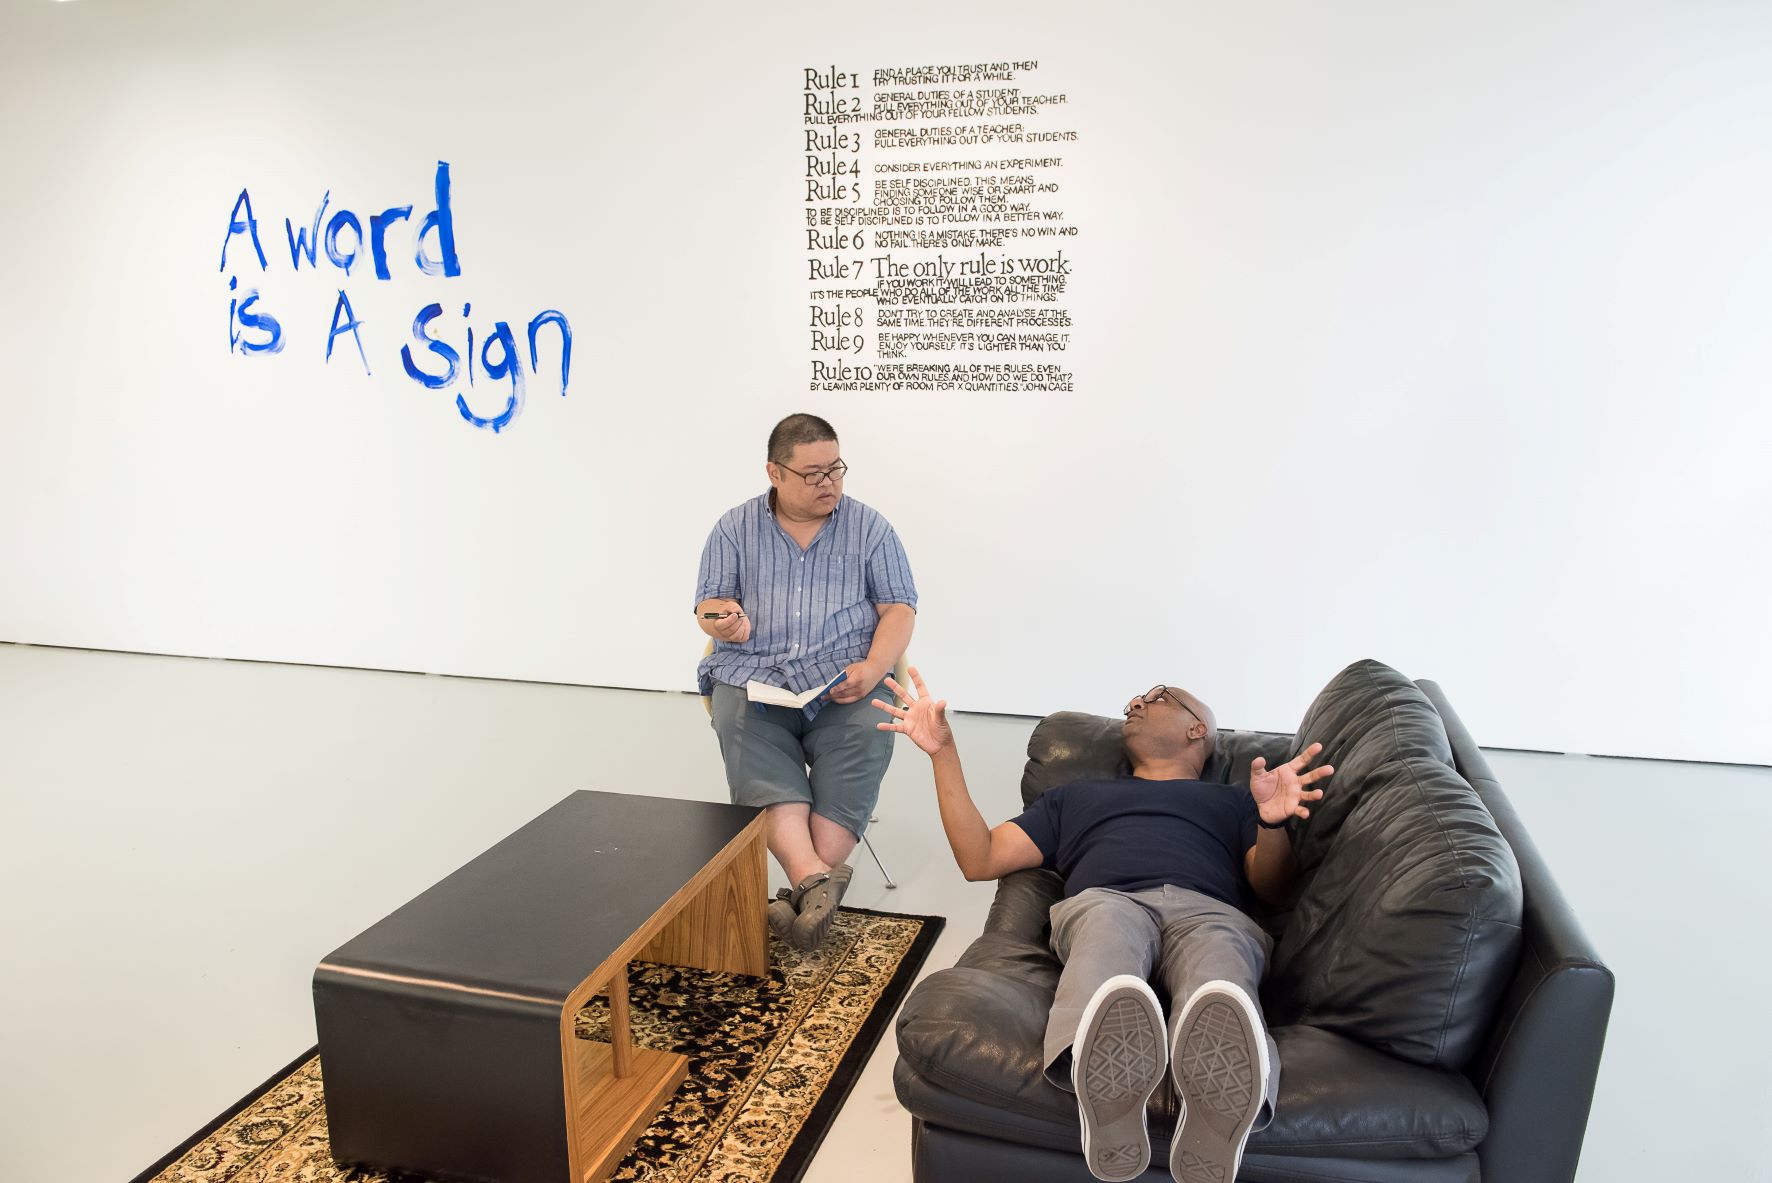 A word
is A sign
Rule 1 FIND A PLACE YOU TRUST AND THEN
TRY TRUSTING IT FOR A WHILE.
Rule 2 GENERAL DUTIES OF A STUDENT:
PULL EVERYTHING OUT OF YOUR TEACHER.
PULL EVERYTHING OUT OF YOUR FELLOW STUDENTS.
Rule 3 GENERAL DUTIES OF A TEACHER:
PULL EVERYTHING OUT OF YOUR STUDENTS.
Rule 4 CONSIDER EVERYTHING AN EXPERIMENT.
Rule 5 BE SELF DISCIPLINED. THIS MEANS
FINDING SOMEONE WISE OR SMART AND
CHOOSING TO FOLLOW THEM.
TO BE DISCIPLINED IS TO FOLLOW IN A GOOD WAY.
TO BE SELF DISCIPLINED IS TO FOLLOW IN A BETTER WAY.
Rule 6 NOTHING IS A MISTAKE. THERE'S NO WIN AND
NO FAIL. THERE'S ONLY MAKE.
Rule 7 The only rule is work.
IF YOU WORK IT WILL LEAD TO SOMETHING.
IT'S THE PEOPLE WHO DO ALL OF THE WORK ALL THE TIME
WHO EVENTUALLY CATCH ON TO THINGS.
Rule 8 DON'T TRY TO CREATE AND ANALYSE AT THE
SAME TIME. THEY'RE DIFFERENT PROCESSES.
Rule 9 BE HAPPY WHENEVER YOU CAN MANAGE IT.
ENJOY YOURSELF. IT'S LIGHTER THAN YOU
THINK.
Rule 10 "WE'RE BREAKING ALL OF THE RULES. EVEN
OUR OWN RULES. AND HOW DO WE DO THAT?
BY LEAVING PLENTY OF ROOM FOR X QUANTITIES." JOHN CAGE